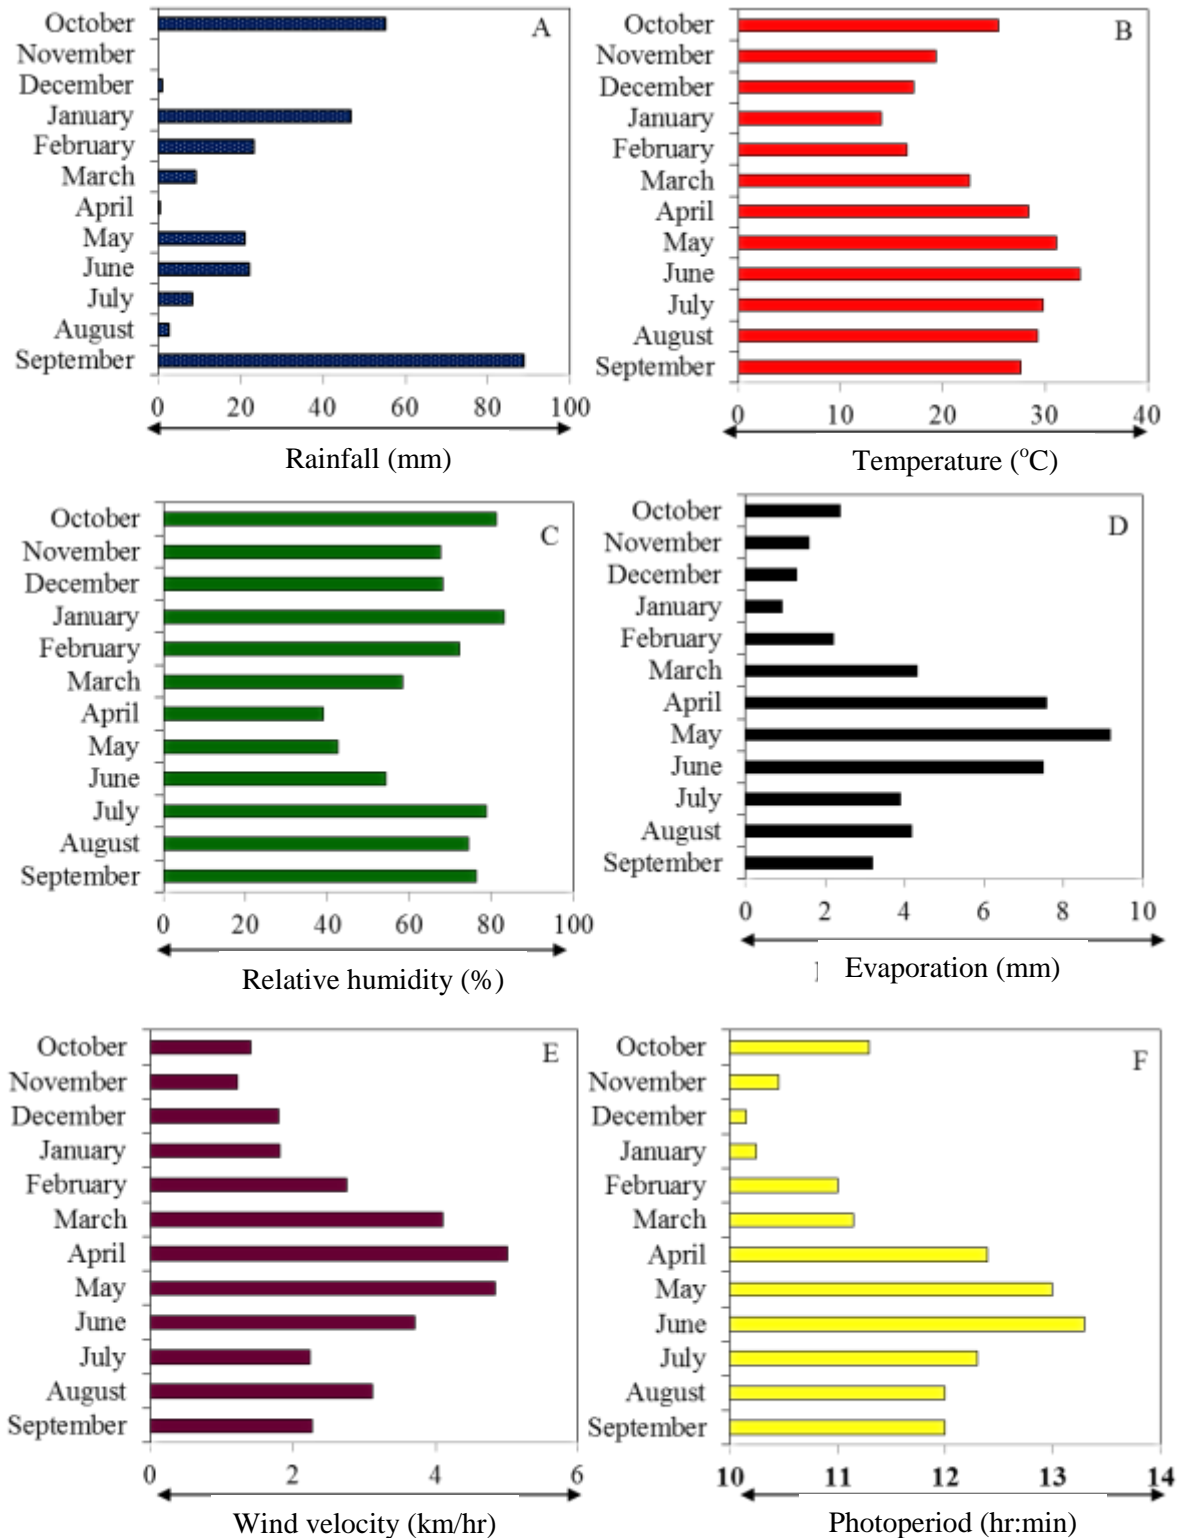 A
October
November
December
January
February
March
April
May
June
July
August
September
0 20 40 60 80 100
Rainfall (mm)
B
October
November
December
January
February
March
April
May
June
July
August
September
0 10 20 30 40
Temperature (°C)
C
October
November
December
January
February
March
April
May
June
July
August
September
0 20 40 60 80 100
Relative humidity (%)
D
October
November
December
January
February
March
April
May
June
July
August
September
0 2 4 6 8 10
Evaporation (mm)
E
October
November
December
January
February
March
April
May
June
July
August
September
0 2 4 6
Wind velocity (km/hr)
F
October
November
December
January
February
March
April
May
June
July
August
September
10 11 12 13 14
Photoperiod (hr:min)